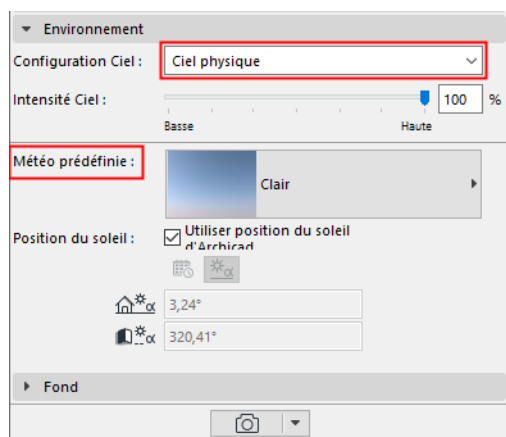 Environnement
Configuration Ciel : Ciel physique
Intensité Ciel : 100 %
Basse Haute
Météo prédéfinie : Clair
Position du soleil : Utiliser position du soleil
d'Archicad
α
α 3,24°
α 320,41°
Fond